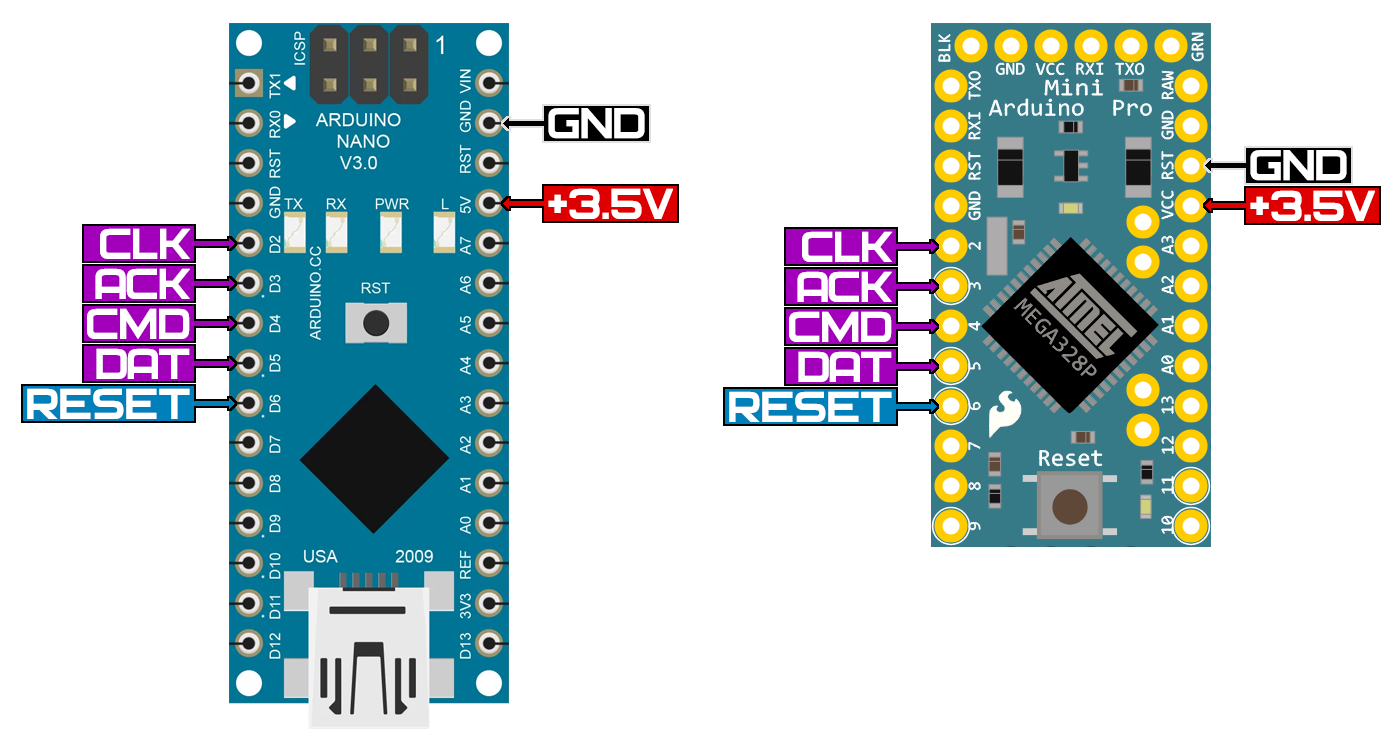 ICSP
1
TX1
RX0
RST
GND
D2
D3
D4
D5
D6
D7
D8
D9
D10
D11
D12
ARDUINO
NANO
V3.0
TX
RX
PWR
L
ARDUINO.CC
RST
USA
2009
VIN
GND
RST
5V
A7
A6
A5
A4
A3
A2
A1
A0
REF
3V3
D13
GND
+3.5V
CLK
ACK
CMD
DAT
RESET
BLK
GND
VCC
RXI
TXO
GRN
Mini
Arduino Pro
TXO
RXI
RST
GND
2
3
4
5
6
7
8
9
RAW
GND
RST
VCC
A3
A2
A1
A0
13
12
11
10
ATMEL
MEGA328P
Reset
GND
+3.5V
CLK
ACK
CMD
DAT
RESET